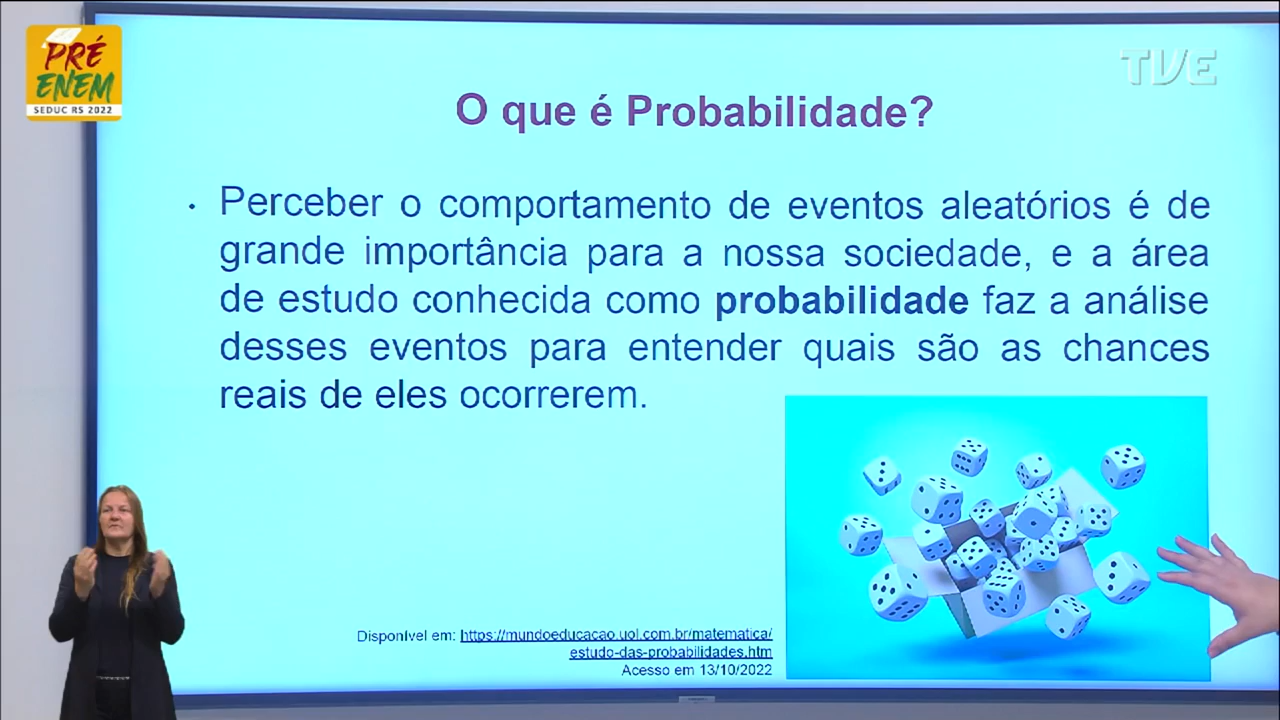 PRÉ
ENEM
SEDUC RS 2022
TVE
O que é Probabilidade?
• Perceber o comportamento de eventos aleatórios é de
grande importância para a nossa sociedade, e a área
de estudo conhecida como probabilidade faz a análise
desses eventos para entender quais são as chances
reais de eles ocorrerem.
Disponível em: https://mundoeducacao.uol.com.br/matematica/
estudo-das-probabilidades.htm
Acesso em 13/10/2022